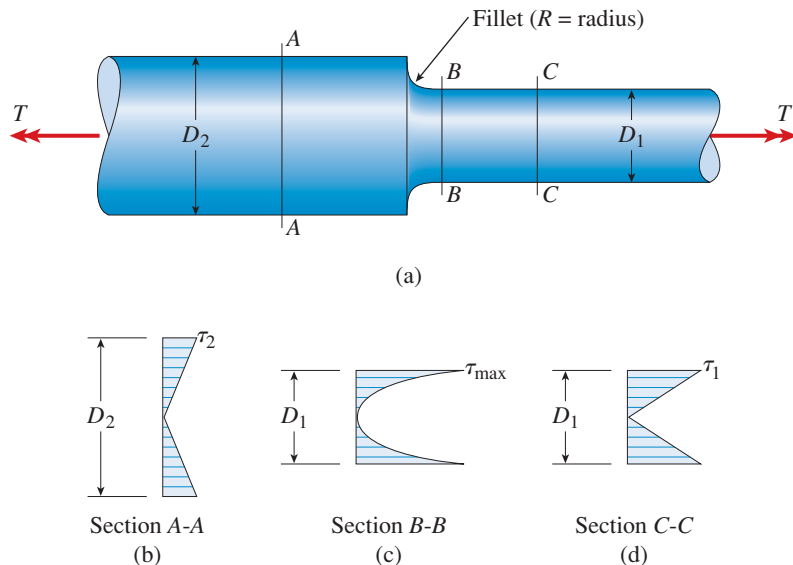 Fillet (R = radius)
A
B
C
T
D2
D1
T
B
C
A
(a)
τ2
D2
Section A-A
(b)
τmax
D1
Section B-B
(c)
τ1
D1
Section C-C
(d)